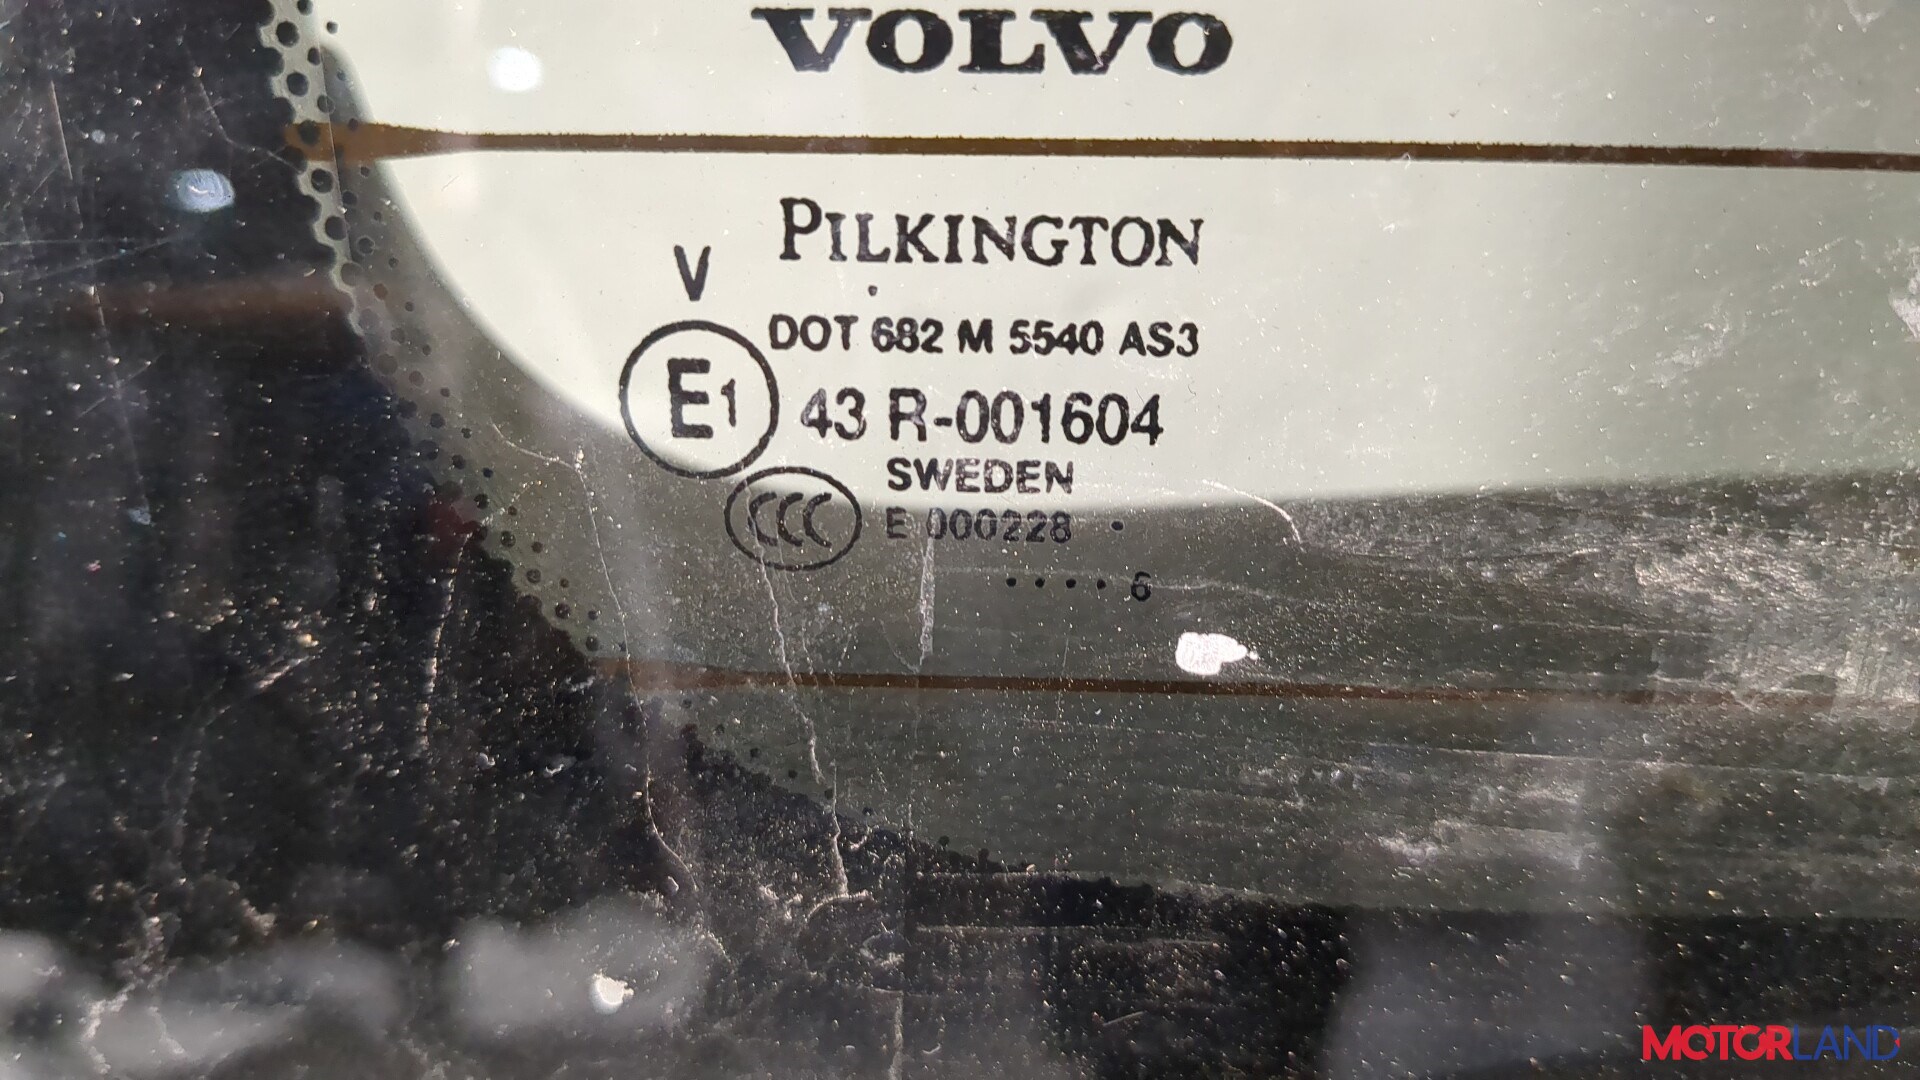 VOLVO
PILKINGTON
V
DOT 682 M 5540 AS3
E1
43 R-001604
SWEDEN
CCC
E 000228 •
• • • • 6
MOTORLAND